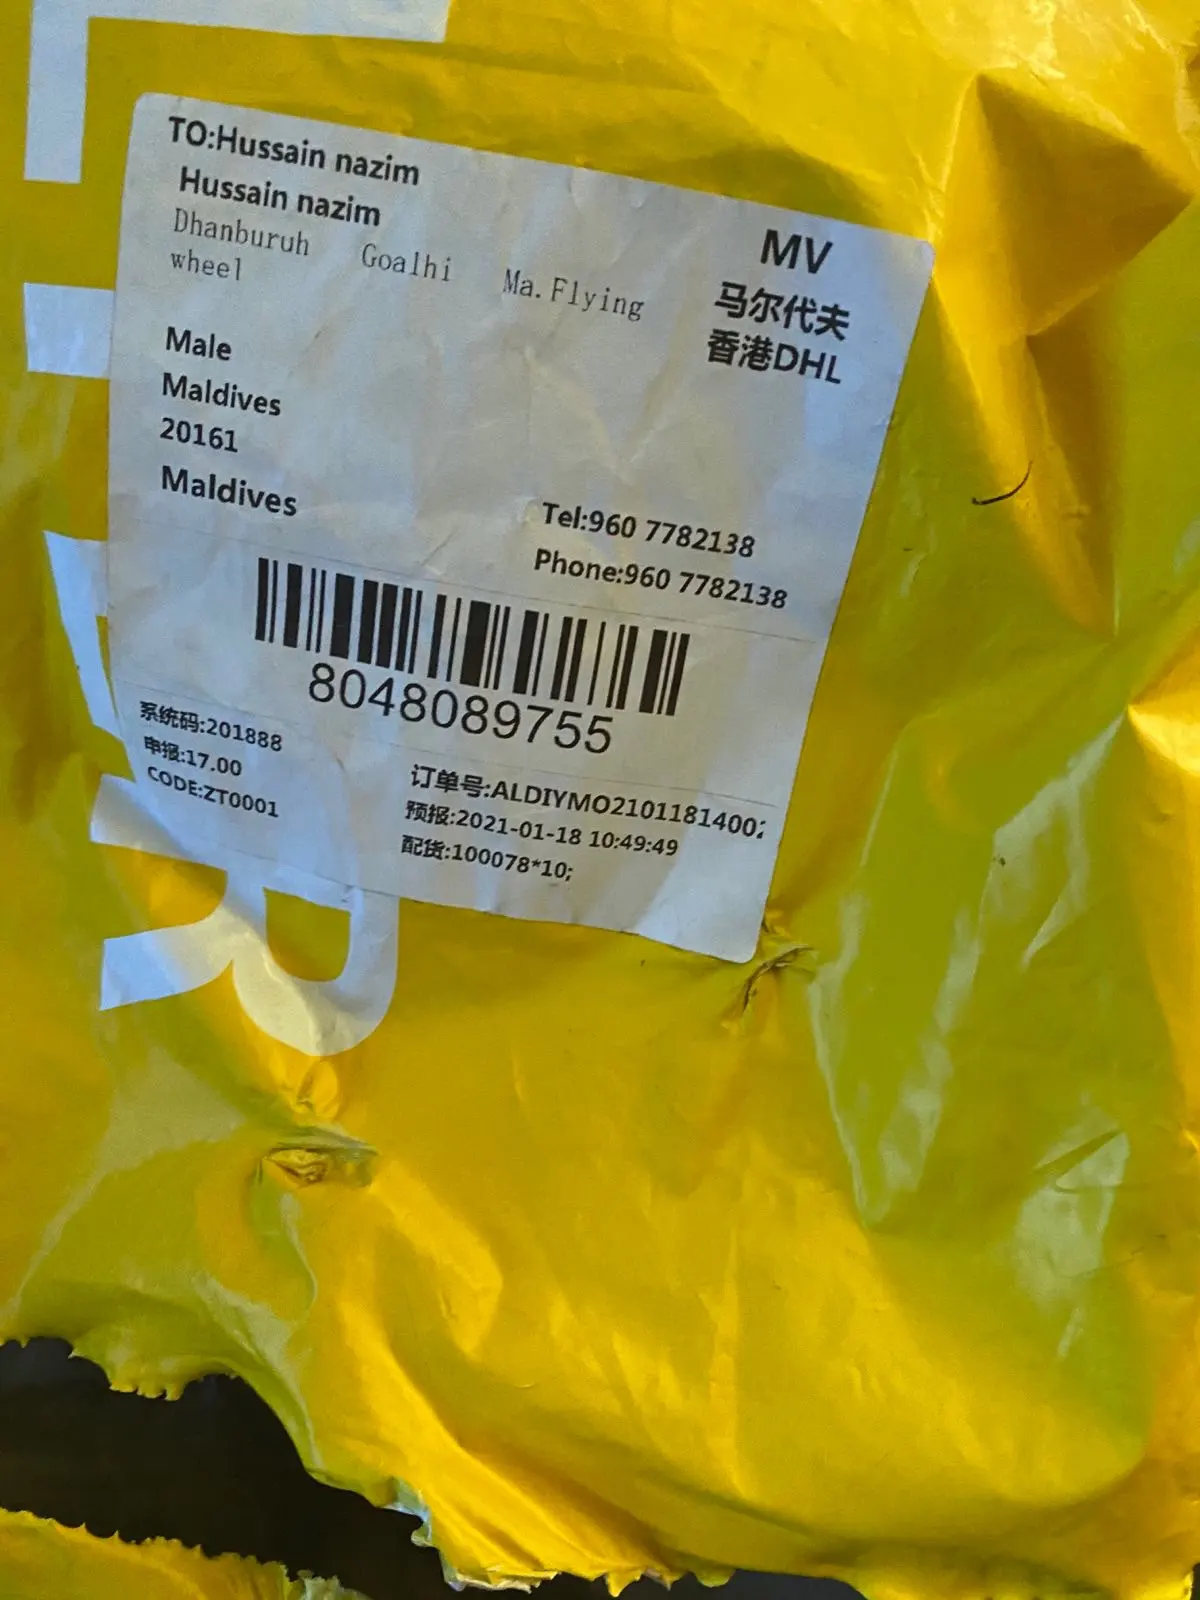 TO:Hussain nazim
Hussain nazim
Dhanburuh Goalhi Ma.Flying
wheel
MV
马尔代夫
香港DHL
Male
Maldives
20161
Maldives
Tel:960 7782138
Phone:960 7782138
8048089755
系统码:201888
申报:17.00
CODE:ZT0001
订单号:ALDIYMO2101181400
预报:2021-01-18 10:49:49
配货:100078*10;